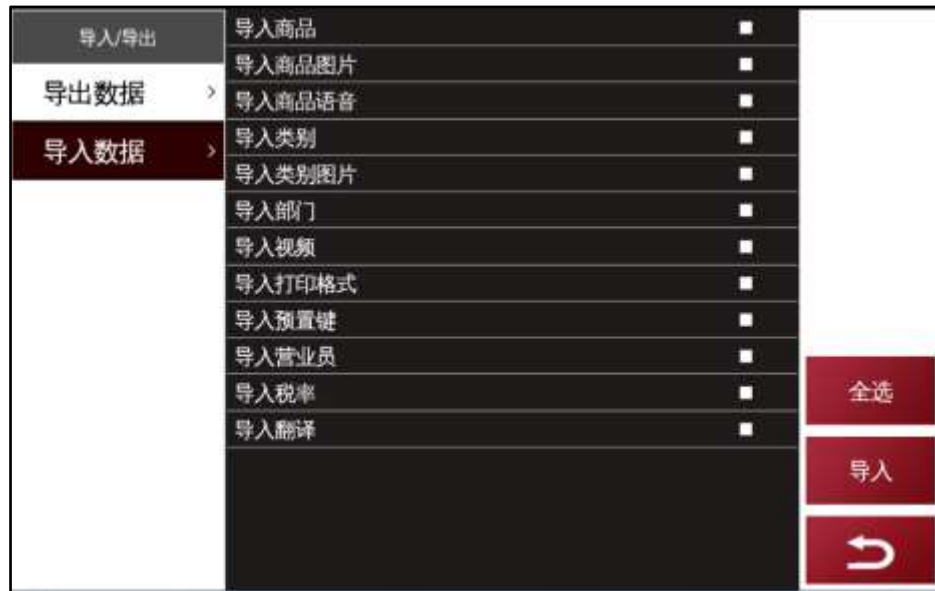 导入/导出
导出数据
导入数据
导入商品
导入商品图片
导入商品语音
导入类别
导入类别图片
导入部门
导入视频
导入打印格式
导入预置键
导入营业员
导入税率
导入翻译
全选
导入